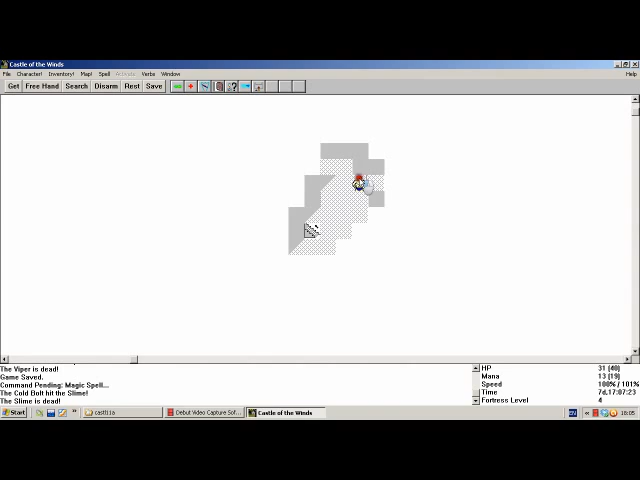 Castle of the Winds
File Character! Inventory! Map! Spell Activate Verbs Window Help
Get Free Hand Search Disarm Rest Save
The Viper is dead!
Game Saved.
Command Pending: Magic Spell...
The Cold Bolt hit the Slime!
The Slime is dead!
HP 31 (40)
Mana 13 (19)
Speed 100% / 101%
Time 7d,17:07:23
Fortress Level 4
Start castl1a Debut Video Capture Sof... Castle of the Winds EN 18:05